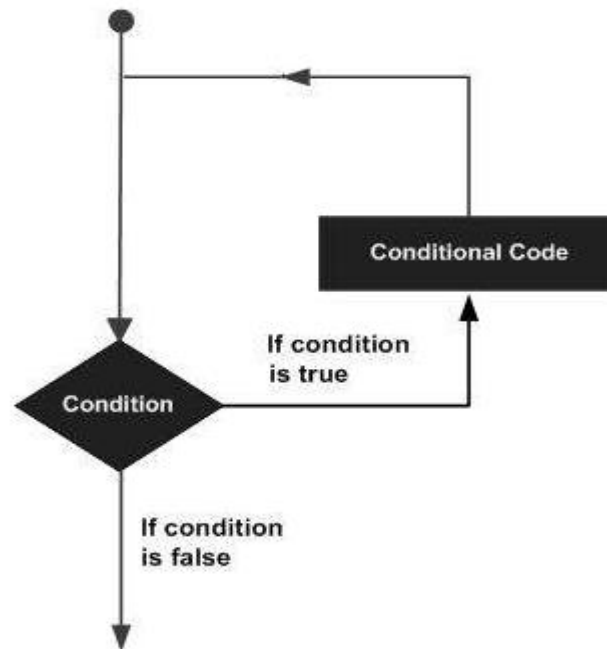 Conditional Code
If condition
is true
Condition
If condition
is false